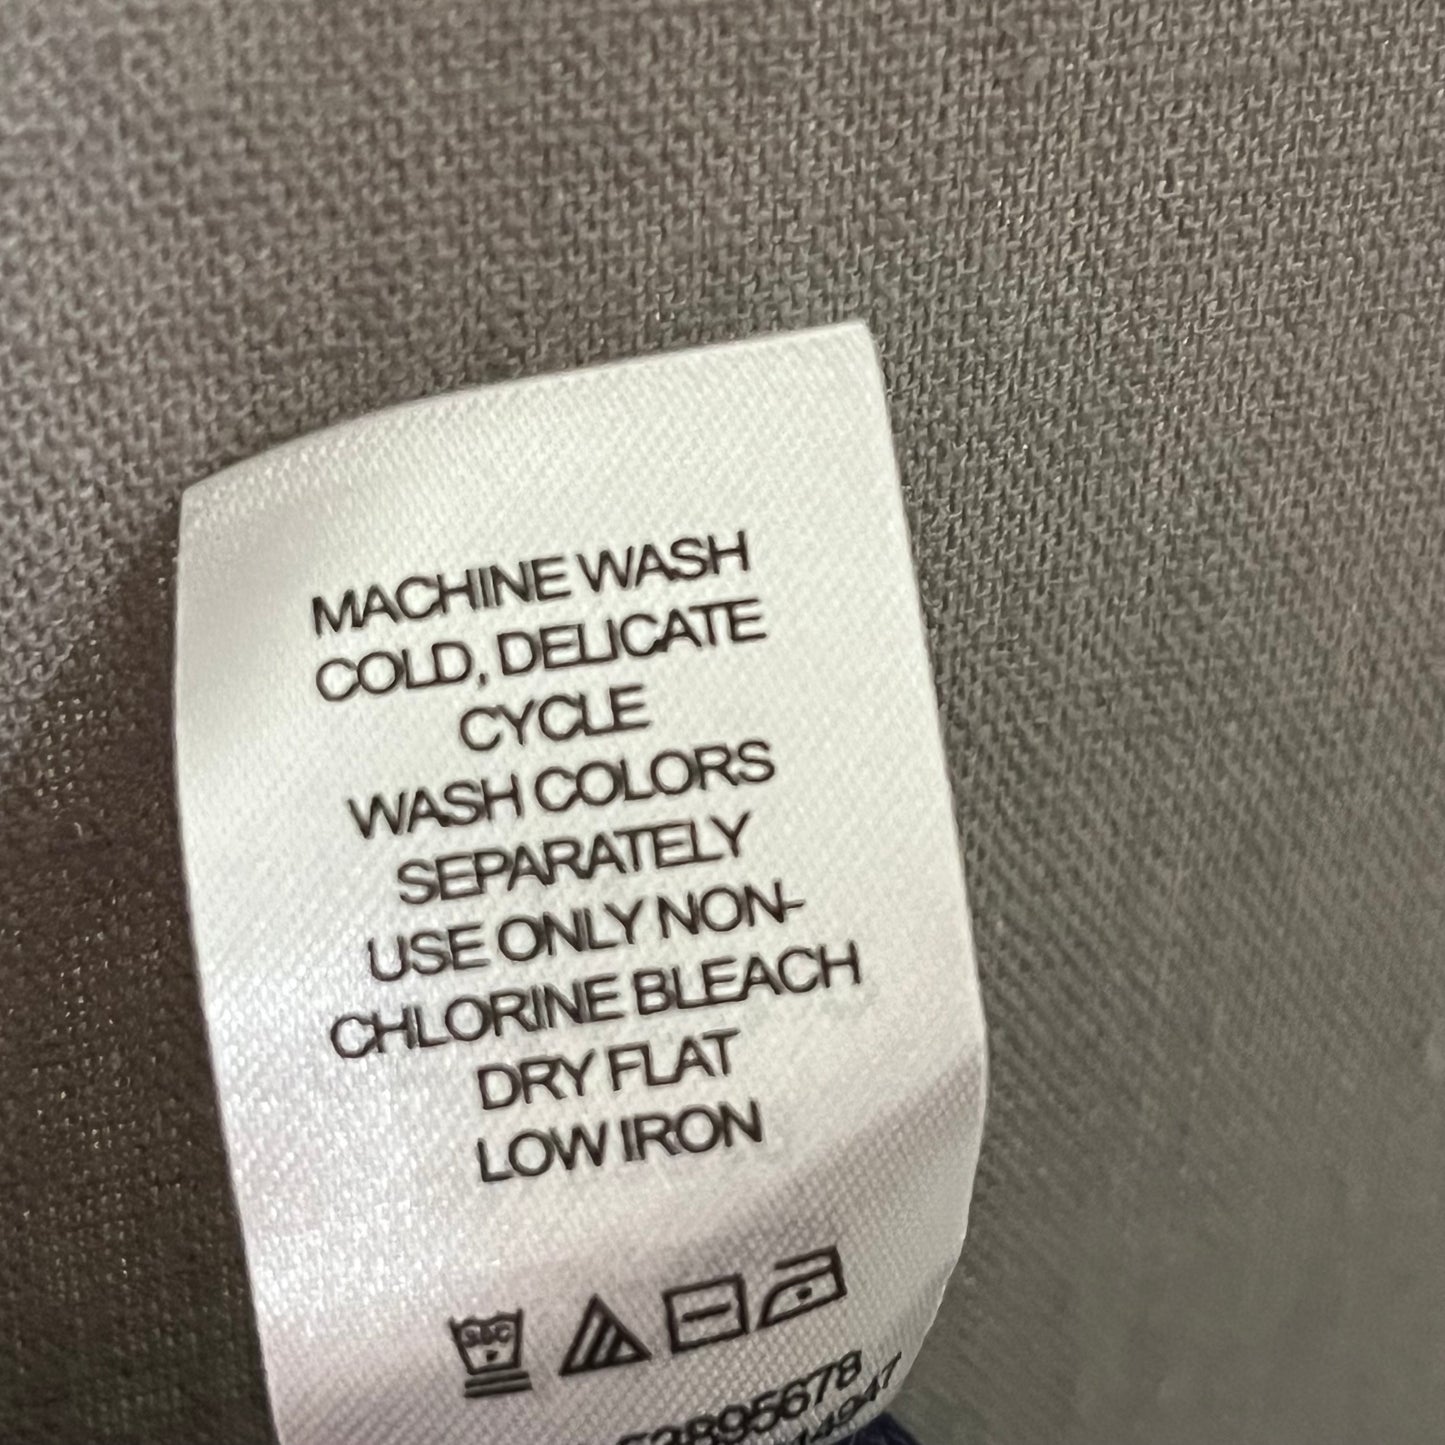 MACHINE WASH
COLD, DELICATE
CYCLE
WASH COLORS
SEPARATELY
USE ONLY NON-
CHLORINE BLEACH
DRY FLAT
LOW IRON